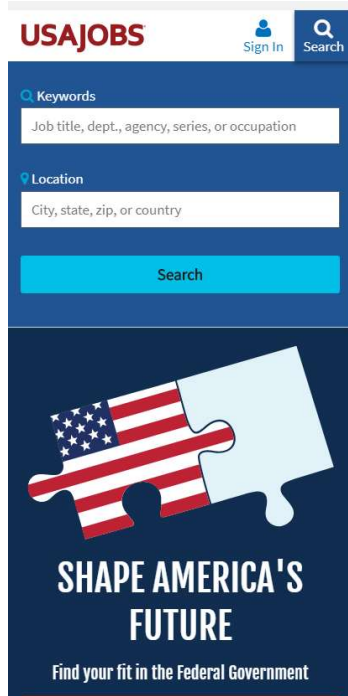 USAJOBS
Sign In
Search
Keywords
Job title, dept., agency, series, or occupation
Location
City, state, zip, or country
Search
SHAPE AMERICA'S
FUTURE
Find your fit in the Federal Government